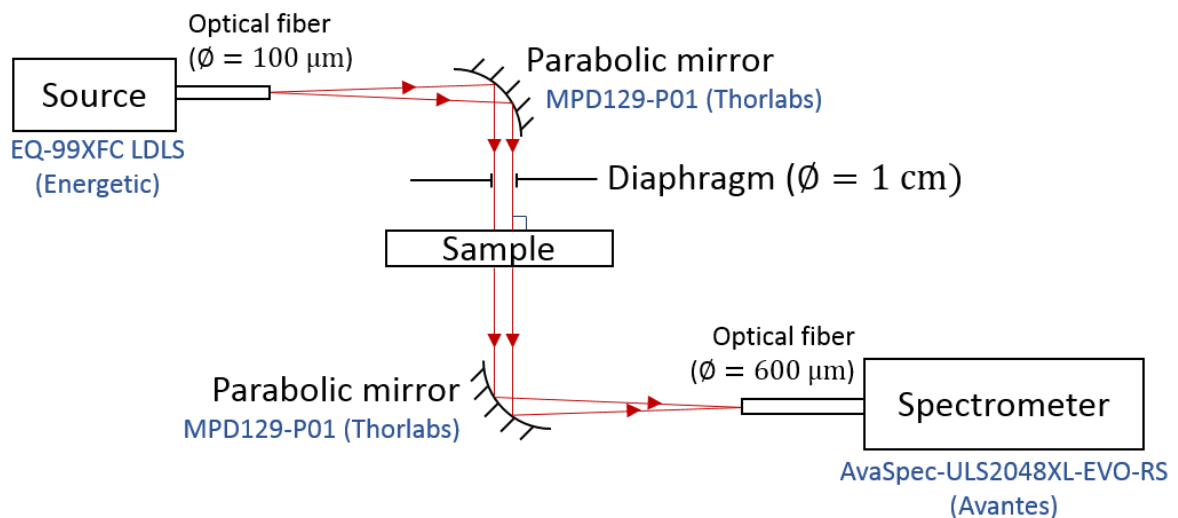 Optical fiber
(Ø = 100 μm)
Source
EQ-99XFC LDLS
(Energetic)
Parabolic mirror
MPD129-P01 (Thorlabs)
Diaphragm (Ø = 1 cm)
Sample
Optical fiber
(Ø = 600 μm)
Parabolic mirror
MPD129-P01 (Thorlabs)
Spectrometer
AvaSpec-ULS2048XL-EVO-RS
(Avantes)